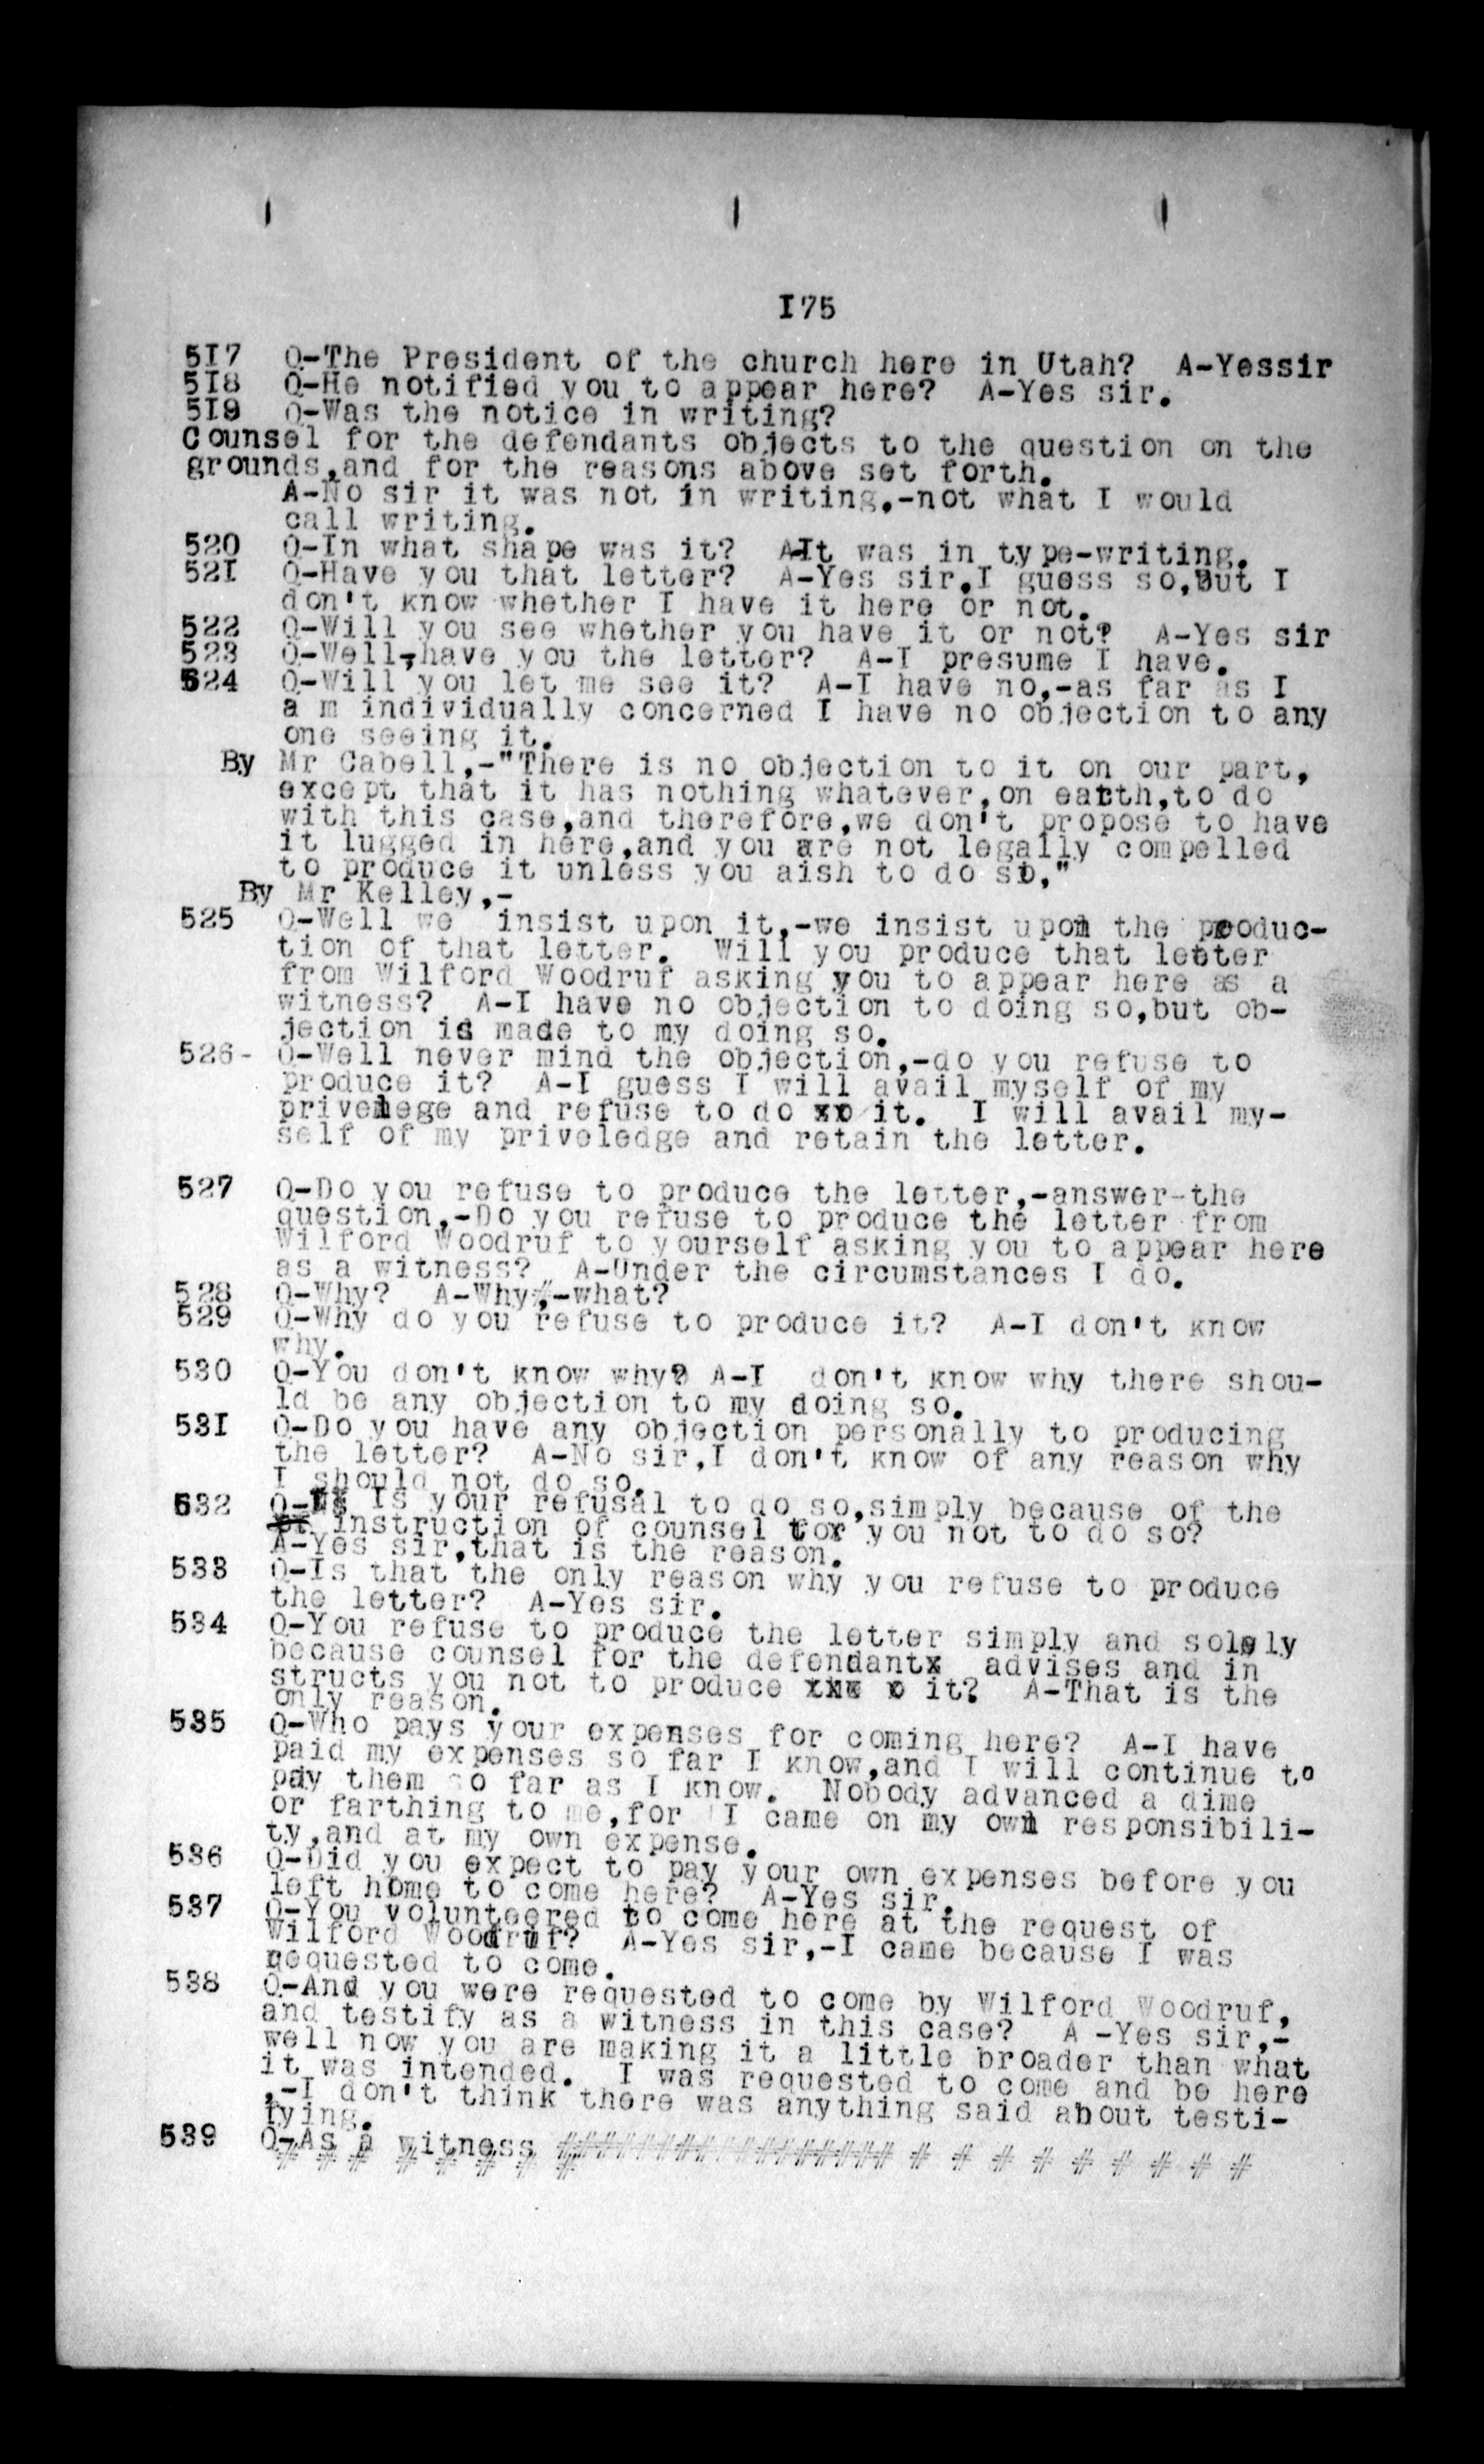 I75
5I7 Q-The President of the church here in Utah? A-Yessir
5I8 Q-He notified you to appear here? A-Yes sir.
5I9 Q-Was the notice in writing?
Counsel for the defendants objects to the question on the
grounds,and for the reasons above set forth.
A-No sir it was not in writing,-not what I would
call writing.
520 Q-In what shape was it? A-It was in type-writing.
52I Q-Have you that letter? A-Yes sir,I guess so,but I
don't know whether I have it here or not.
522 Q-Will you see whether you have it or not? A-Yes sir
523 Q-Well,-have you the letter? A-I presume I have.
524 Q-Will you let me see it? A-I have no,-as far as I
a m individually concerned I have no objection to any
one seeing it.
By Mr Cabell,-"There is no objection to it on our part,
except that it has nothing whatever,on eatth,to do
with this case,and therefore,we don't propose to have
it lugged in here,and you are not legally compelled
to produce it unless you aish to do so,"
By Mr Kelley,-
525 Q-Well we insist upon it,-we insist upon the produc-
tion of that letter. Will you produce that letter
from Wilford Woodruf asking you to appear here as a
witness? A-I have no objection to doing so,but ob-
jection is made to my doing so.
526- Q-Well never mind the objection,-do you refuse to
produce it? A-I guess I will avail myself of my
privelege and refuse to do xx it. I will avail my-
self of my priveledge and retain the letter.
527 Q-Do you refuse to produce the letter,-answer-the
question,-Do you refuse to produce the letter from
Wilford Woodruf to yourself asking you to appear here
as a witness? A-Under the circumstances I do.
528 Q-Why? A-Why,-what?
529 Q-Why do you refuse to produce it? A-I don't know
why.
530 Q-You don't know why? A-I don't know why there shou-
ld be any objection to my doing so.
53I Q-Do you have any objection personally to producing
the letter? A-No sir,I don't know of any reason why
I should not do so.
532 Q- Is your refusal to do so,simply because of the
instruction of counsel for you not to do so?
A-Yes sir,that is the reason.
533 Q-Is that the only reason why you refuse to produce
the letter? A-Yes sir.
534 Q-You refuse to produce the letter simply and solely
because counsel for the defendantx advises and in
structs you not to produce xxx x it? A-That is the
only reason.
535 Q-Who pays your expenses for coming here? A-I have
paid my expenses so far I know,and I will continue to
pay them so far as I know. Nobody advanced a dime
or farthing to me,for I came on my own responsibili-
ty,and at my own expense.
536 Q-Did you expect to pay your own expenses before you
left home to come here? A-Yes sir.
537 Q-You volunteered to come here at the request of
Wilford Woodruf? A-Yes sir,-I came because I was
requested to come.
538 Q-And you were requested to come by Wilford Woodruf,
and testify as a witness in this case? A -Yes sir,-
well now you are making it a little broader than what
it was intended. I was requested to come and be here
,-I don't think there was anything said about testi-
fying.
539 Q-As a witness ################# # # # # # # # # #
# # # # # # # #